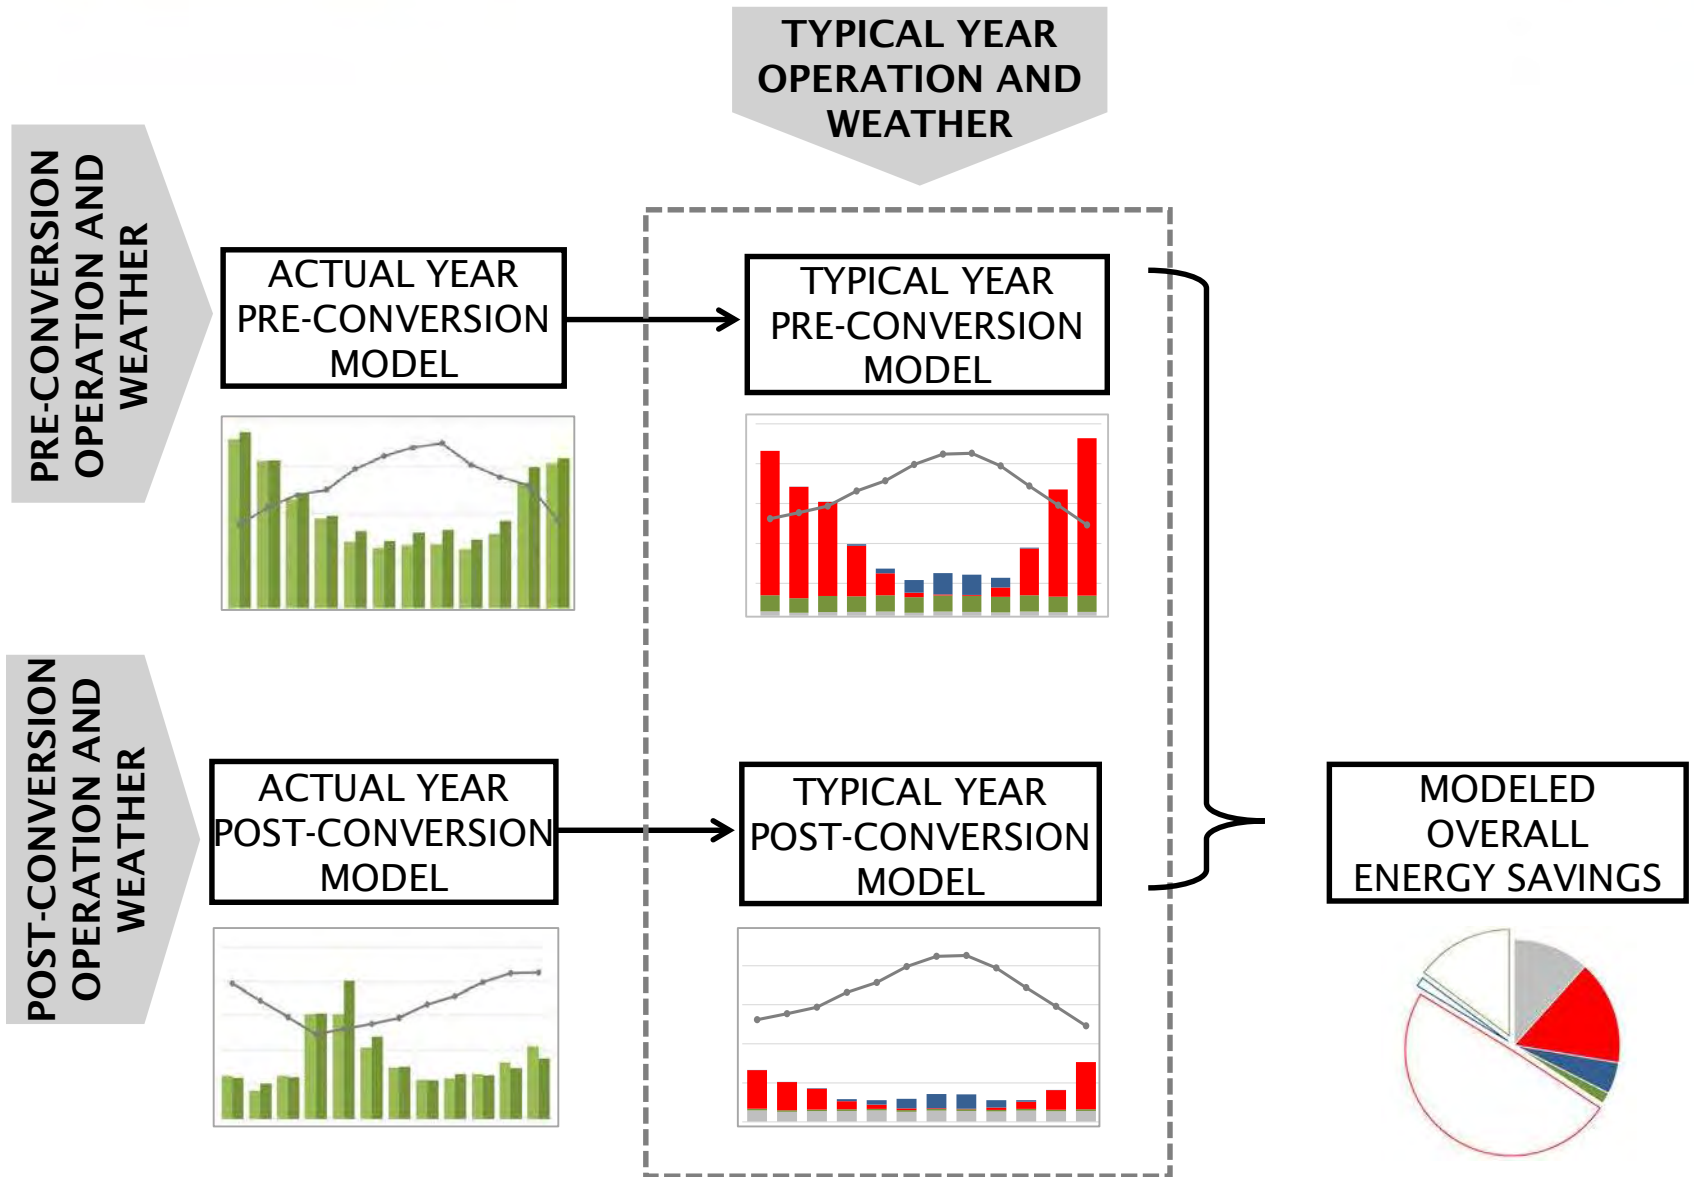 TYPICAL YEAR
OPERATION AND
WEATHER
PRE-CONVERSION
OPERATION AND
WEATHER
ACTUAL YEAR
PRE-CONVERSION
MODEL
TYPICAL YEAR
PRE-CONVERSION
MODEL
POST-CONVERSION
OPERATION AND
WEATHER
ACTUAL YEAR
POST-CONVERSION
MODEL
TYPICAL YEAR
POST-CONVERSION
MODEL
MODELED
OVERALL
ENERGY SAVINGS